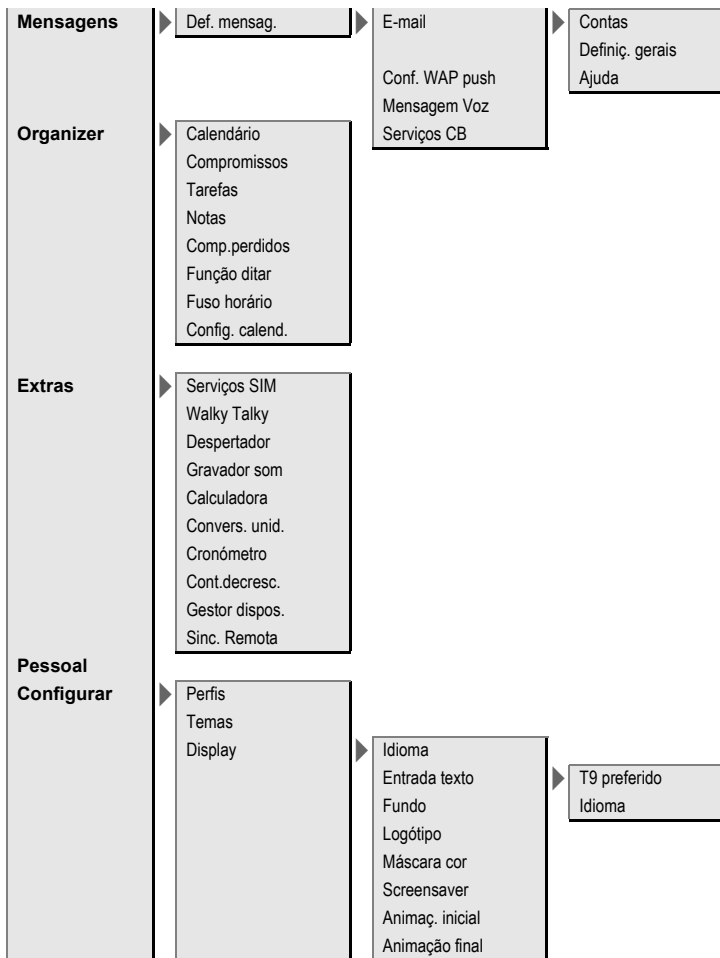 Mensagens Def. mensag. E-mail Contas
Definiç. gerais
Conf. WAP push Ajuda
Mensagem Voz
Organizer Calendário Serviços CB
Compromissos
Tarefas
Notas
Comp.perdidos
Função ditar
Fuso horário
Config. calend.
Extras Serviços SIM
Walky Talky
Despertador
Gravador som
Calculadora
Convers. unid.
Cronómetro
Cont.decresc.
Gestor dispos.
Sinc. Remota
Pessoal
Configurar Perfis
Temas
Display Idioma
Entrada texto T9 preferido
Fundo Idioma
Logótipo
Máscara cor
Screensaver
Animaç. inicial
Animação final